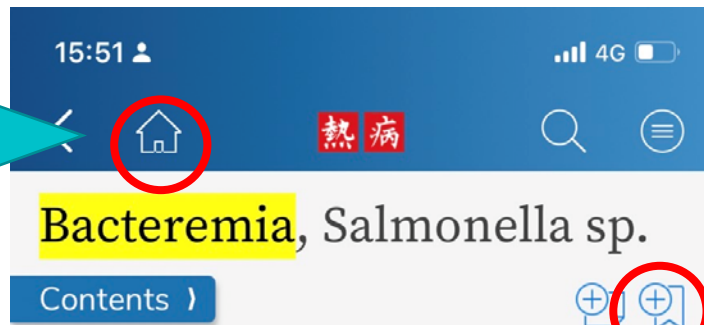 15:51 4G
熱病
Bacteremia, Salmonella sp.
Contents